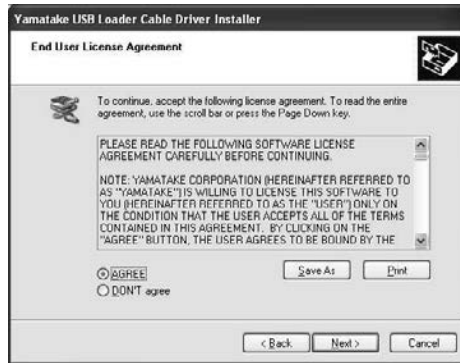 Yamatake USB Loader Cable Driver Installer
End User License Agreement
To continue, accept the following license agreement. To read the entire
agreement, use the scroll bar or press the Page Down key.
PLEASE READ THE FOLLOWING SOFTWARE LICENSE
AGREEMENT CAREFULLY BEFORE CONTINUING.
NOTE: YAMATAKE CORPORATION (HEREINAFTER REFERRED TO
AS "YAMATAKE") IS WILLING TO LICENSE THIS SOFTWARE TO
YOU (HEREINAFTER REFERRED TO AS THE "USER") ONLY ON
THE CONDITION THAT THE USER ACCEPTS ALL OF THE TERMS
CONTAINED IN THIS AGREEMENT. BY CLICKING ON THE
"AGREE" BUTTON, THE USER AGREES TO BE BOUND BY THE
AGREE
Save As
Print
DON'T agree
< Back
Next >
Cancel